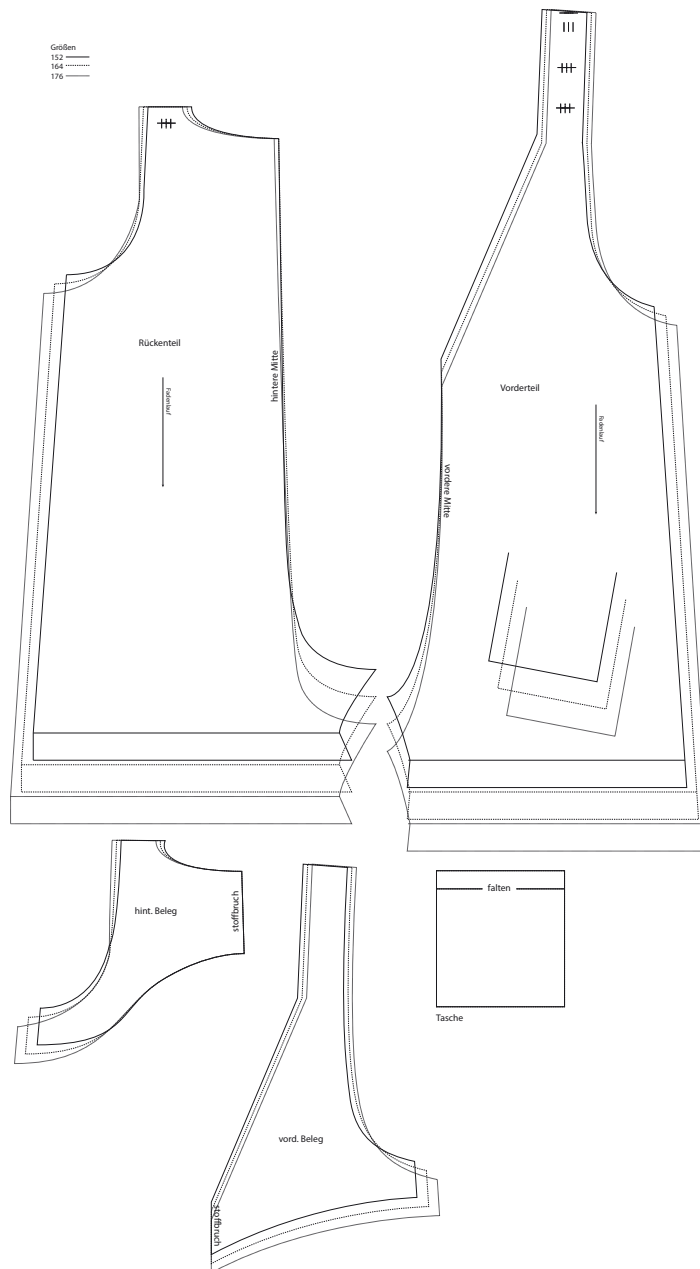 Größen
152
164
176
Rückenteil
Fadenlauf
hintere Mitte
Vorderteil
Fadenlauf
vordere Mitte
hint. Beleg
stoffbruch
falten
Tasche
vord. Beleg
stoffbruch